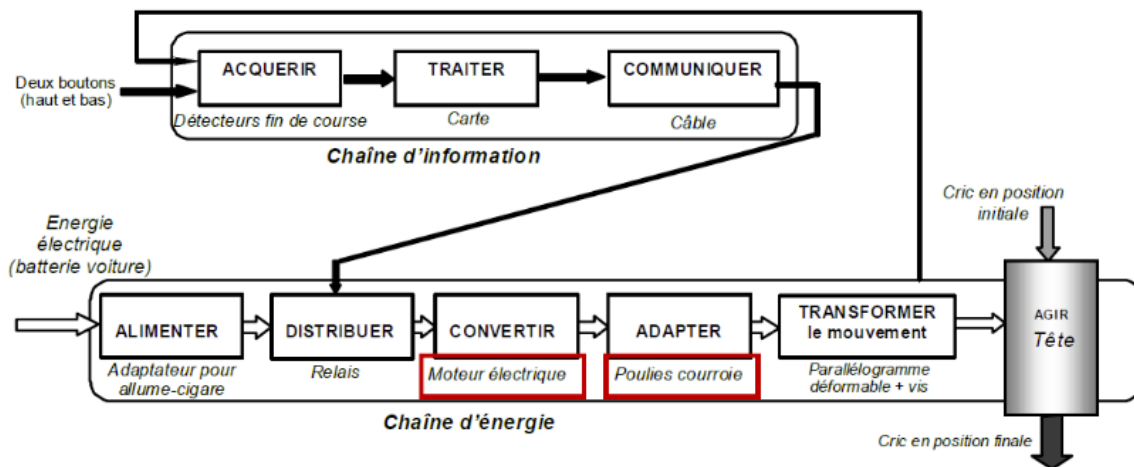 Deux boutons
(haut et bas)
ACQUERIR
TRAITER
COMMUNIQUER
Détecteurs fin de course
Carte
Câble
Chaîne d'information
Energie
électrique
(batterie voiture)
Cric en position
initiale
ALIMENTER
DISTRIBUER
CONVERTIR
ADAPTER
TRANSFORMER
le mouvement
AGIR
Tête
Adaptateur pour
allume-cigare
Relais
Moteur électrique
Poulies courroie
Parallélogramme
déformable + vis
Chaîne d'énergie
Cric en position finale